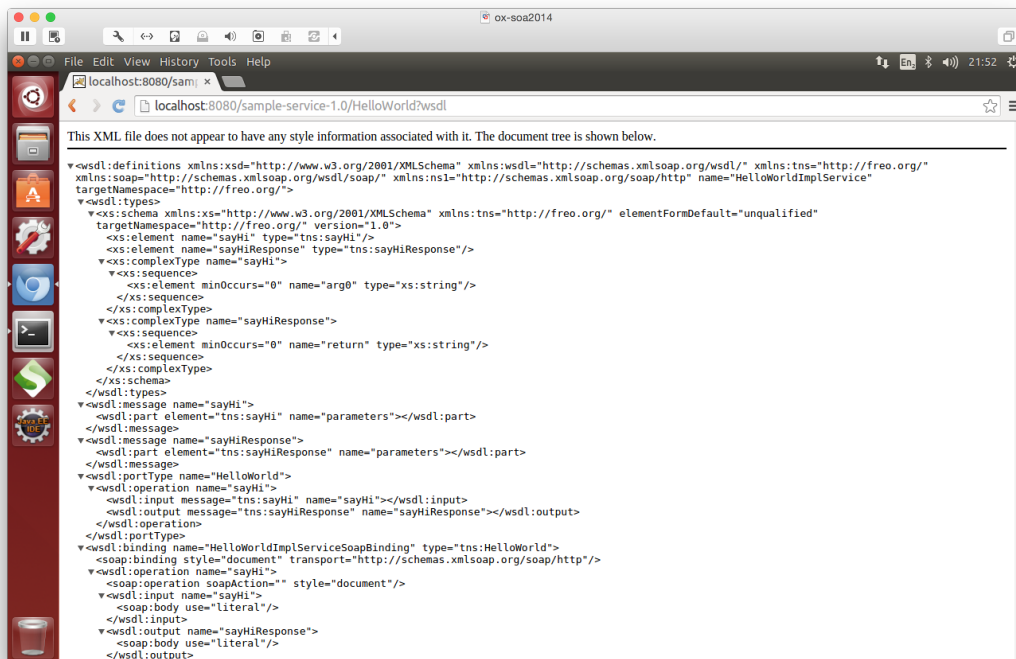 ox-soa2014
File Edit View History Tools Help
En2
21:52
localhost:8080/sam
localhost:8080/sample-service-1.0/HelloWorld?wsdl
This XML file does not appear to have any style information associated with it. The document tree is shown below.
▼<wsdl:definitions xmlns:xsd="http://www.w3.org/2001/XMLSchema" xmlns:wsdl="http://schemas.xmlsoap.org/wsdl/" xmlns:tns="http://freo.org/"
xmlns:soap="http://schemas.xmlsoap.org/wsdl/soap/" xmlns:ns1="http://schemas.xmlsoap.org/soap/http" name="HelloWorldImplService"
targetNamespace="http://freo.org/">
▼<wsdl:types>
▼<xs:schema xmlns:xs="http://www.w3.org/2001/XMLSchema" xmlns:tns="http://freo.org/" elementFormDefault="unqualified"
targetNamespace="http://freo.org/" version="1.0">
<xs:element name="sayHi" type="tns:sayHi"/>
<xs:element name="sayHiResponse" type="tns:sayHiResponse"/>
▼<xs:complexType name="sayHi">
▼<xs:sequence>
<xs:element minOccurs="0" name="arg0" type="xs:string"/>
</xs:sequence>
</xs:complexType>
▼<xs:complexType name="sayHiResponse">
▼<xs:sequence>
<xs:element minOccurs="0" name="return" type="xs:string"/>
</xs:sequence>
</xs:complexType>
</xs:schema>
</wsdl:types>
▼<wsdl:message name="sayHi">
<wsdl:part element="tns:sayHi" name="parameters"></wsdl:part>
</wsdl:message>
▼<wsdl:message name="sayHiResponse">
<wsdl:part element="tns:sayHiResponse" name="parameters"></wsdl:part>
</wsdl:message>
▼<wsdl:portType name="HelloWorld">
▼<wsdl:operation name="sayHi">
<wsdl:input message="tns:sayHi" name="sayHi"></wsdl:input>
<wsdl:output message="tns:sayHiResponse" name="sayHiResponse"></wsdl:output>
</wsdl:operation>
</wsdl:portType>
▼<wsdl:binding name="HelloWorldImplServiceSoapBinding" type="tns:HelloWorld">
<soap:binding style="document" transport="http://schemas.xmlsoap.org/soap/http"/>
▼<wsdl:operation name="sayHi">
<soap:operation soapAction="" style="document"/>
▼<wsdl:input name="sayHi">
<soap:body use="literal"/>
</wsdl:input>
▼<wsdl:output name="sayHiResponse">
<soap:body use="literal"/>
</wsdl:output>
Java EE
IDE